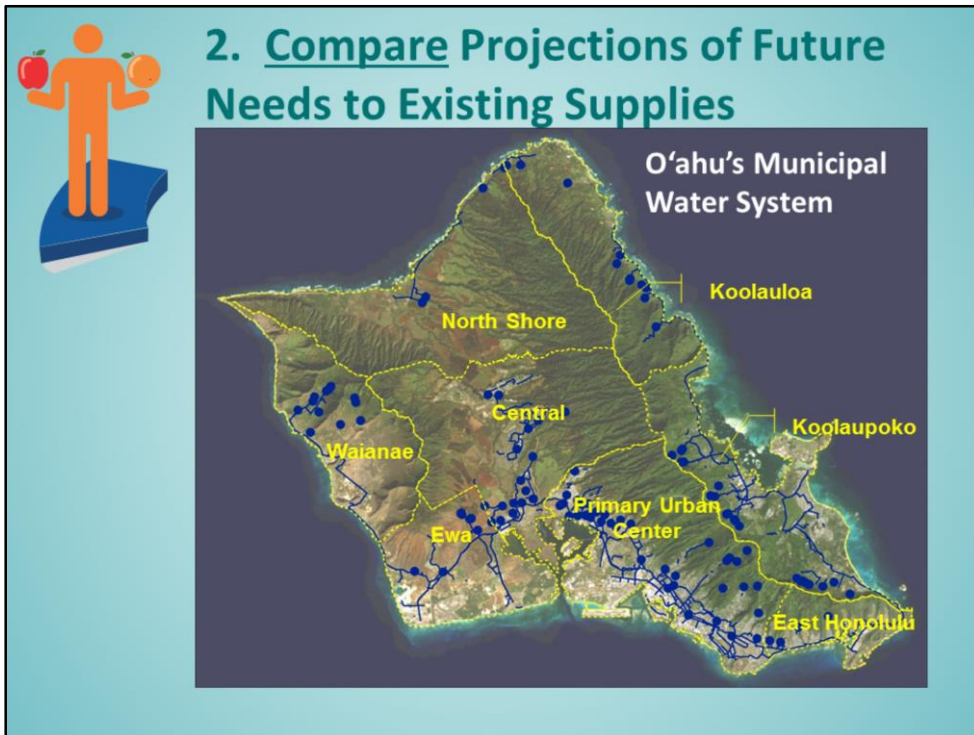 2. Compare Projections of Future
Needs to Existing Supplies
Oʻahu's Municipal
Water System
Koolauloa
North Shore
Central
Koolaupoko
Waianae
Primary Urban
Center
Ewa
East Honolulu